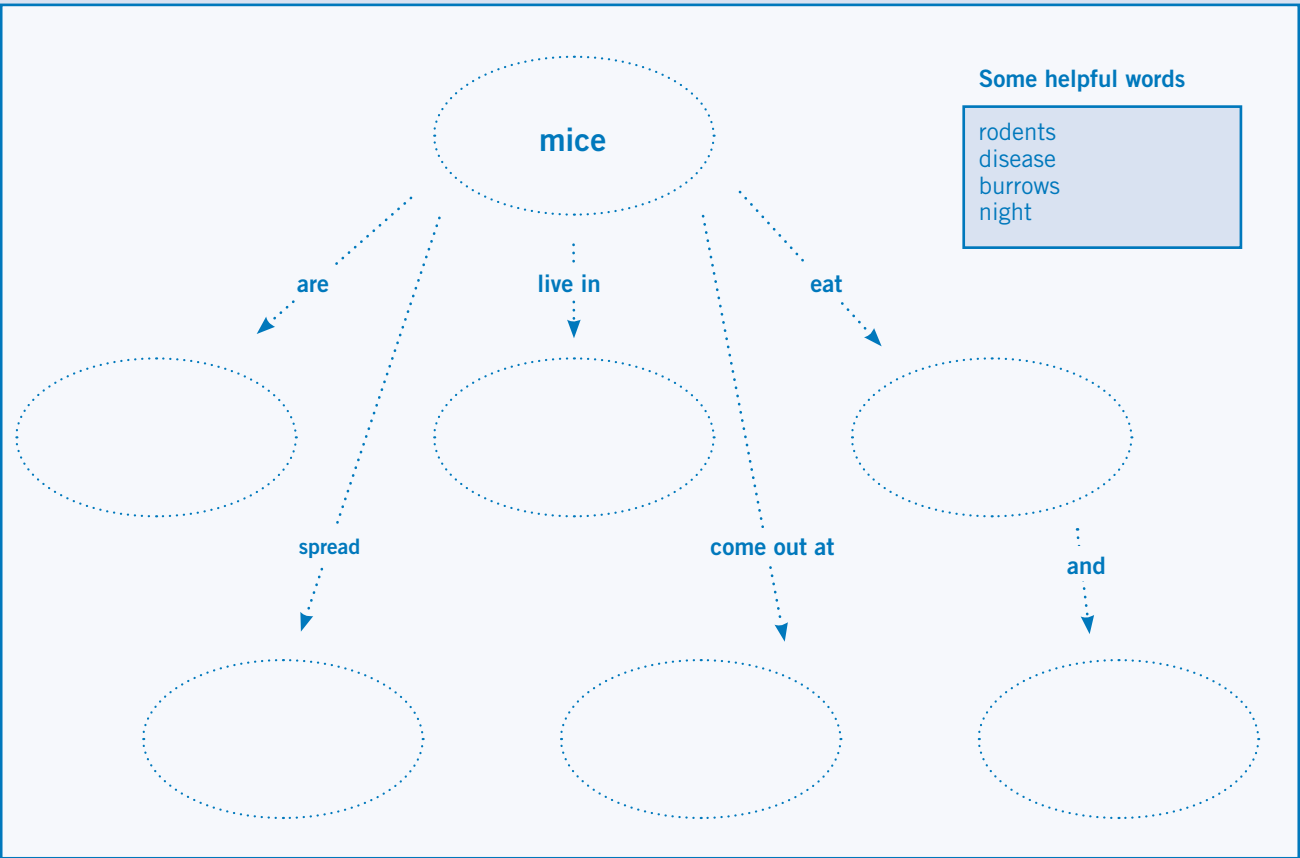 Some helpful words
mice
rodents
disease
burrows
night
are
live in
eat
spread
come out at
and